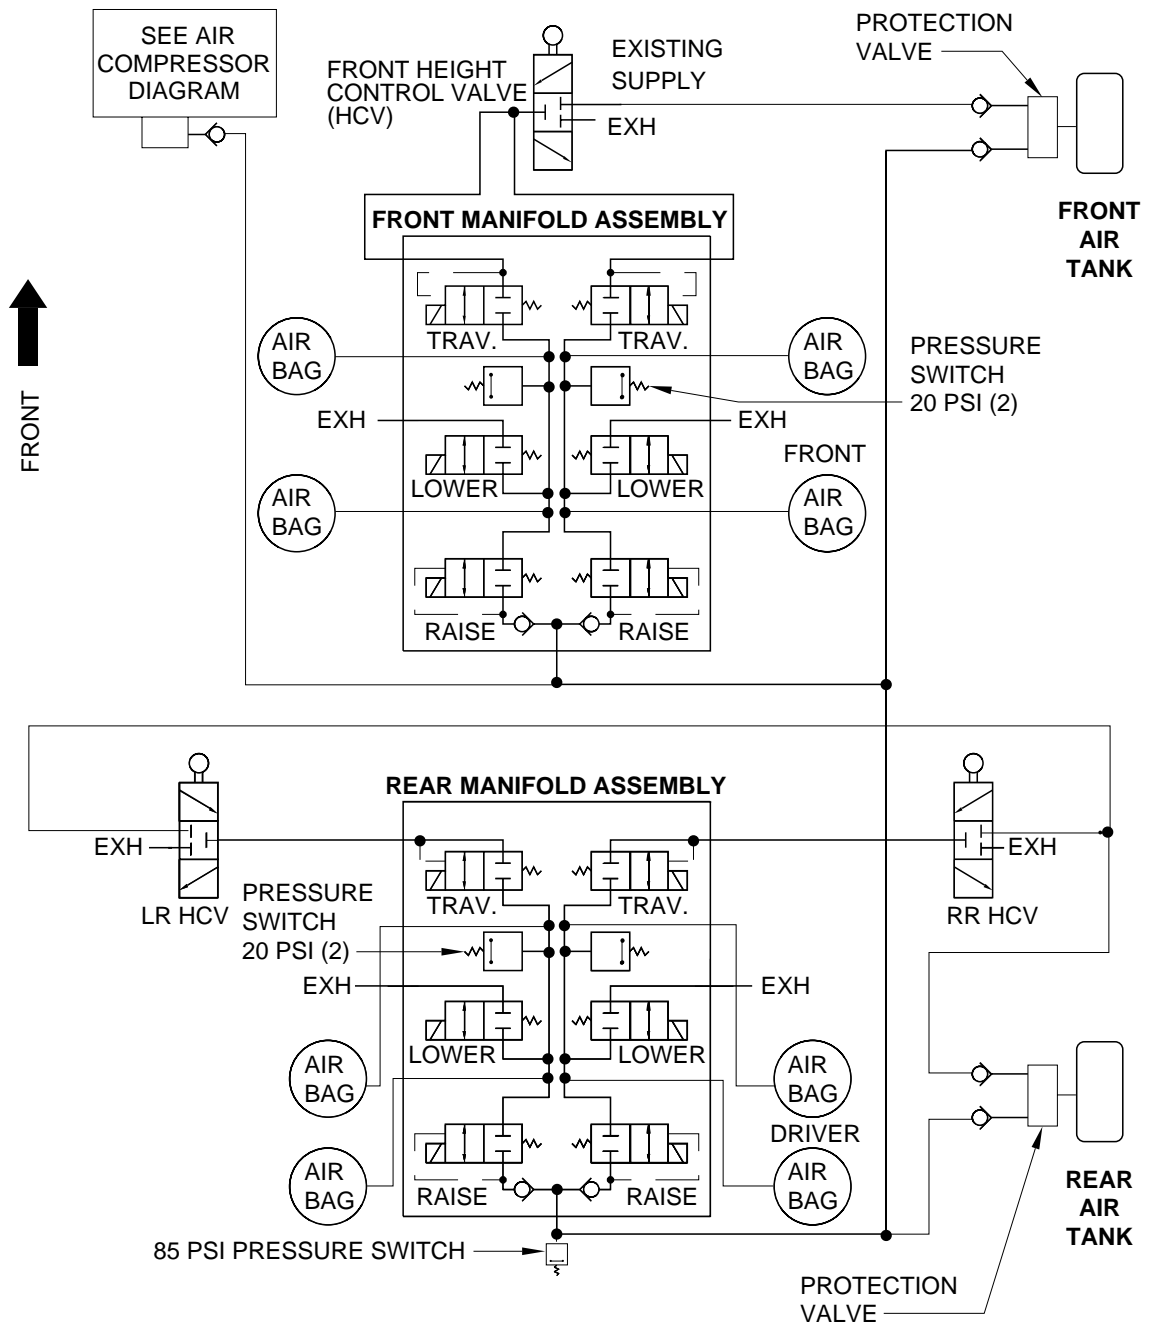 SEE AIR
COMPRESSOR
DIAGRAM
FRONT HEIGHT
CONTROL VALVE
(HCV)
EXISTING
SUPPLY
EXH
PROTECTION
VALVE
FRONT
AIR
TANK
FRONT MANIFOLD ASSEMBLY
FRONT
TRAV.
TRAV.
AIR
BAG
AIR
BAG
PRESSURE
SWITCH
20 PSI (2)
EXH
EXH
LOWER
LOWER
FRONT
AIR
BAG
AIR
BAG
RAISE
RAISE
REAR MANIFOLD ASSEMBLY
EXH
LR HCV
EXH
RR HCV
TRAV.
TRAV.
PRESSURE
SWITCH
20 PSI (2)
EXH
EXH
LOWER
LOWER
AIR
BAG
AIR
BAG
DRIVER
AIR
BAG
AIR
BAG
RAISE
RAISE
REAR
AIR
TANK
85 PSI PRESSURE SWITCH
PROTECTION
VALVE